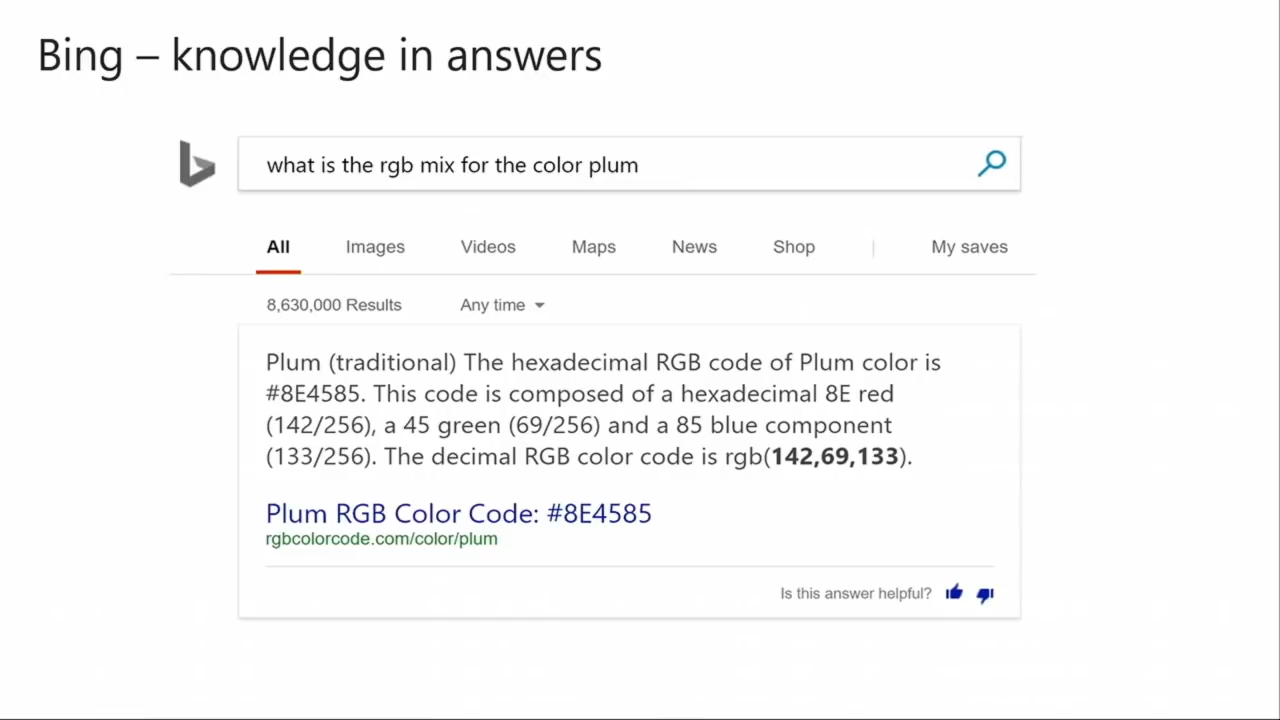 Bing – knowledge in answers
what is the rgb mix for the color plum
All Images Videos Maps News Shop | My saves
8,630,000 Results Any time
Plum (traditional) The hexadecimal RGB code of Plum color is
#8E4585. This code is composed of a hexadecimal 8E red
(142/256), a 45 green (69/256) and a 85 blue component
(133/256). The decimal RGB color code is rgb(142,69,133).
Plum RGB Color Code: #8E4585
rgbcolorcode.com/color/plum
Is this answer helpful?